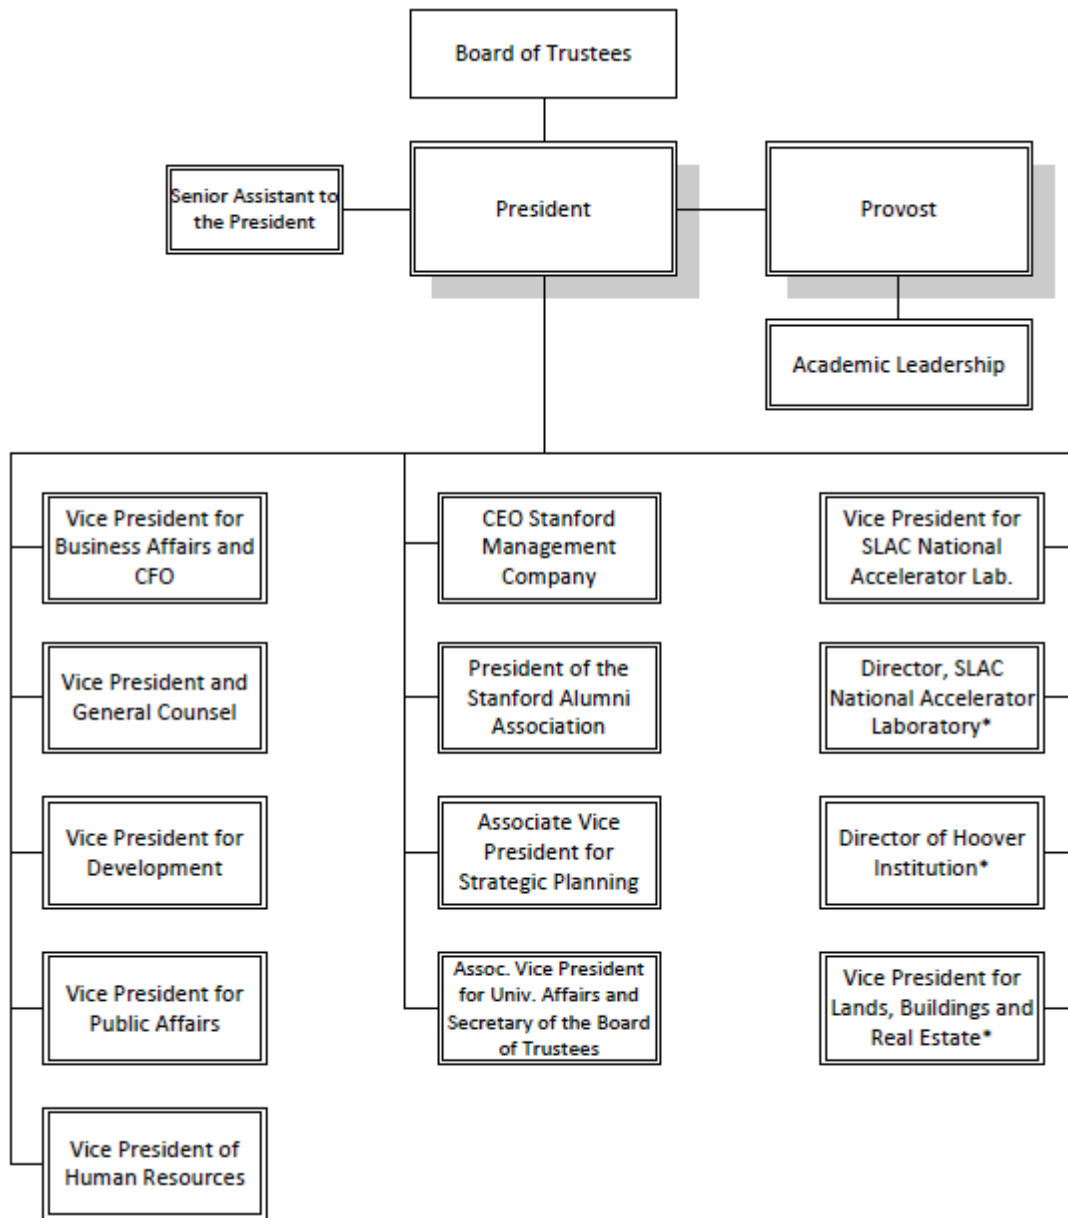 Board of Trustees
Senior Assistant to
the President
President
Provost
Academic Leadership
Vice President for
Business Affairs and
CFO
Vice President and
General Counsel
Vice President for
Development
Vice President for
Public Affairs
Vice President of
Human Resources
CEO Stanford
Management
Company
President of the
Stanford Alumni
Association
Associate Vice
President for
Strategic Planning
Assoc. Vice President
for Univ. Affairs and
Secretary of the Board
of Trustees
Vice President for
SLAC National
Accelerator Lab.
Director, SLAC
National Accelerator
Laboratory*
Director of Hoover
Institution*
Vice President for
Lands, Buildings and
Real Estate*